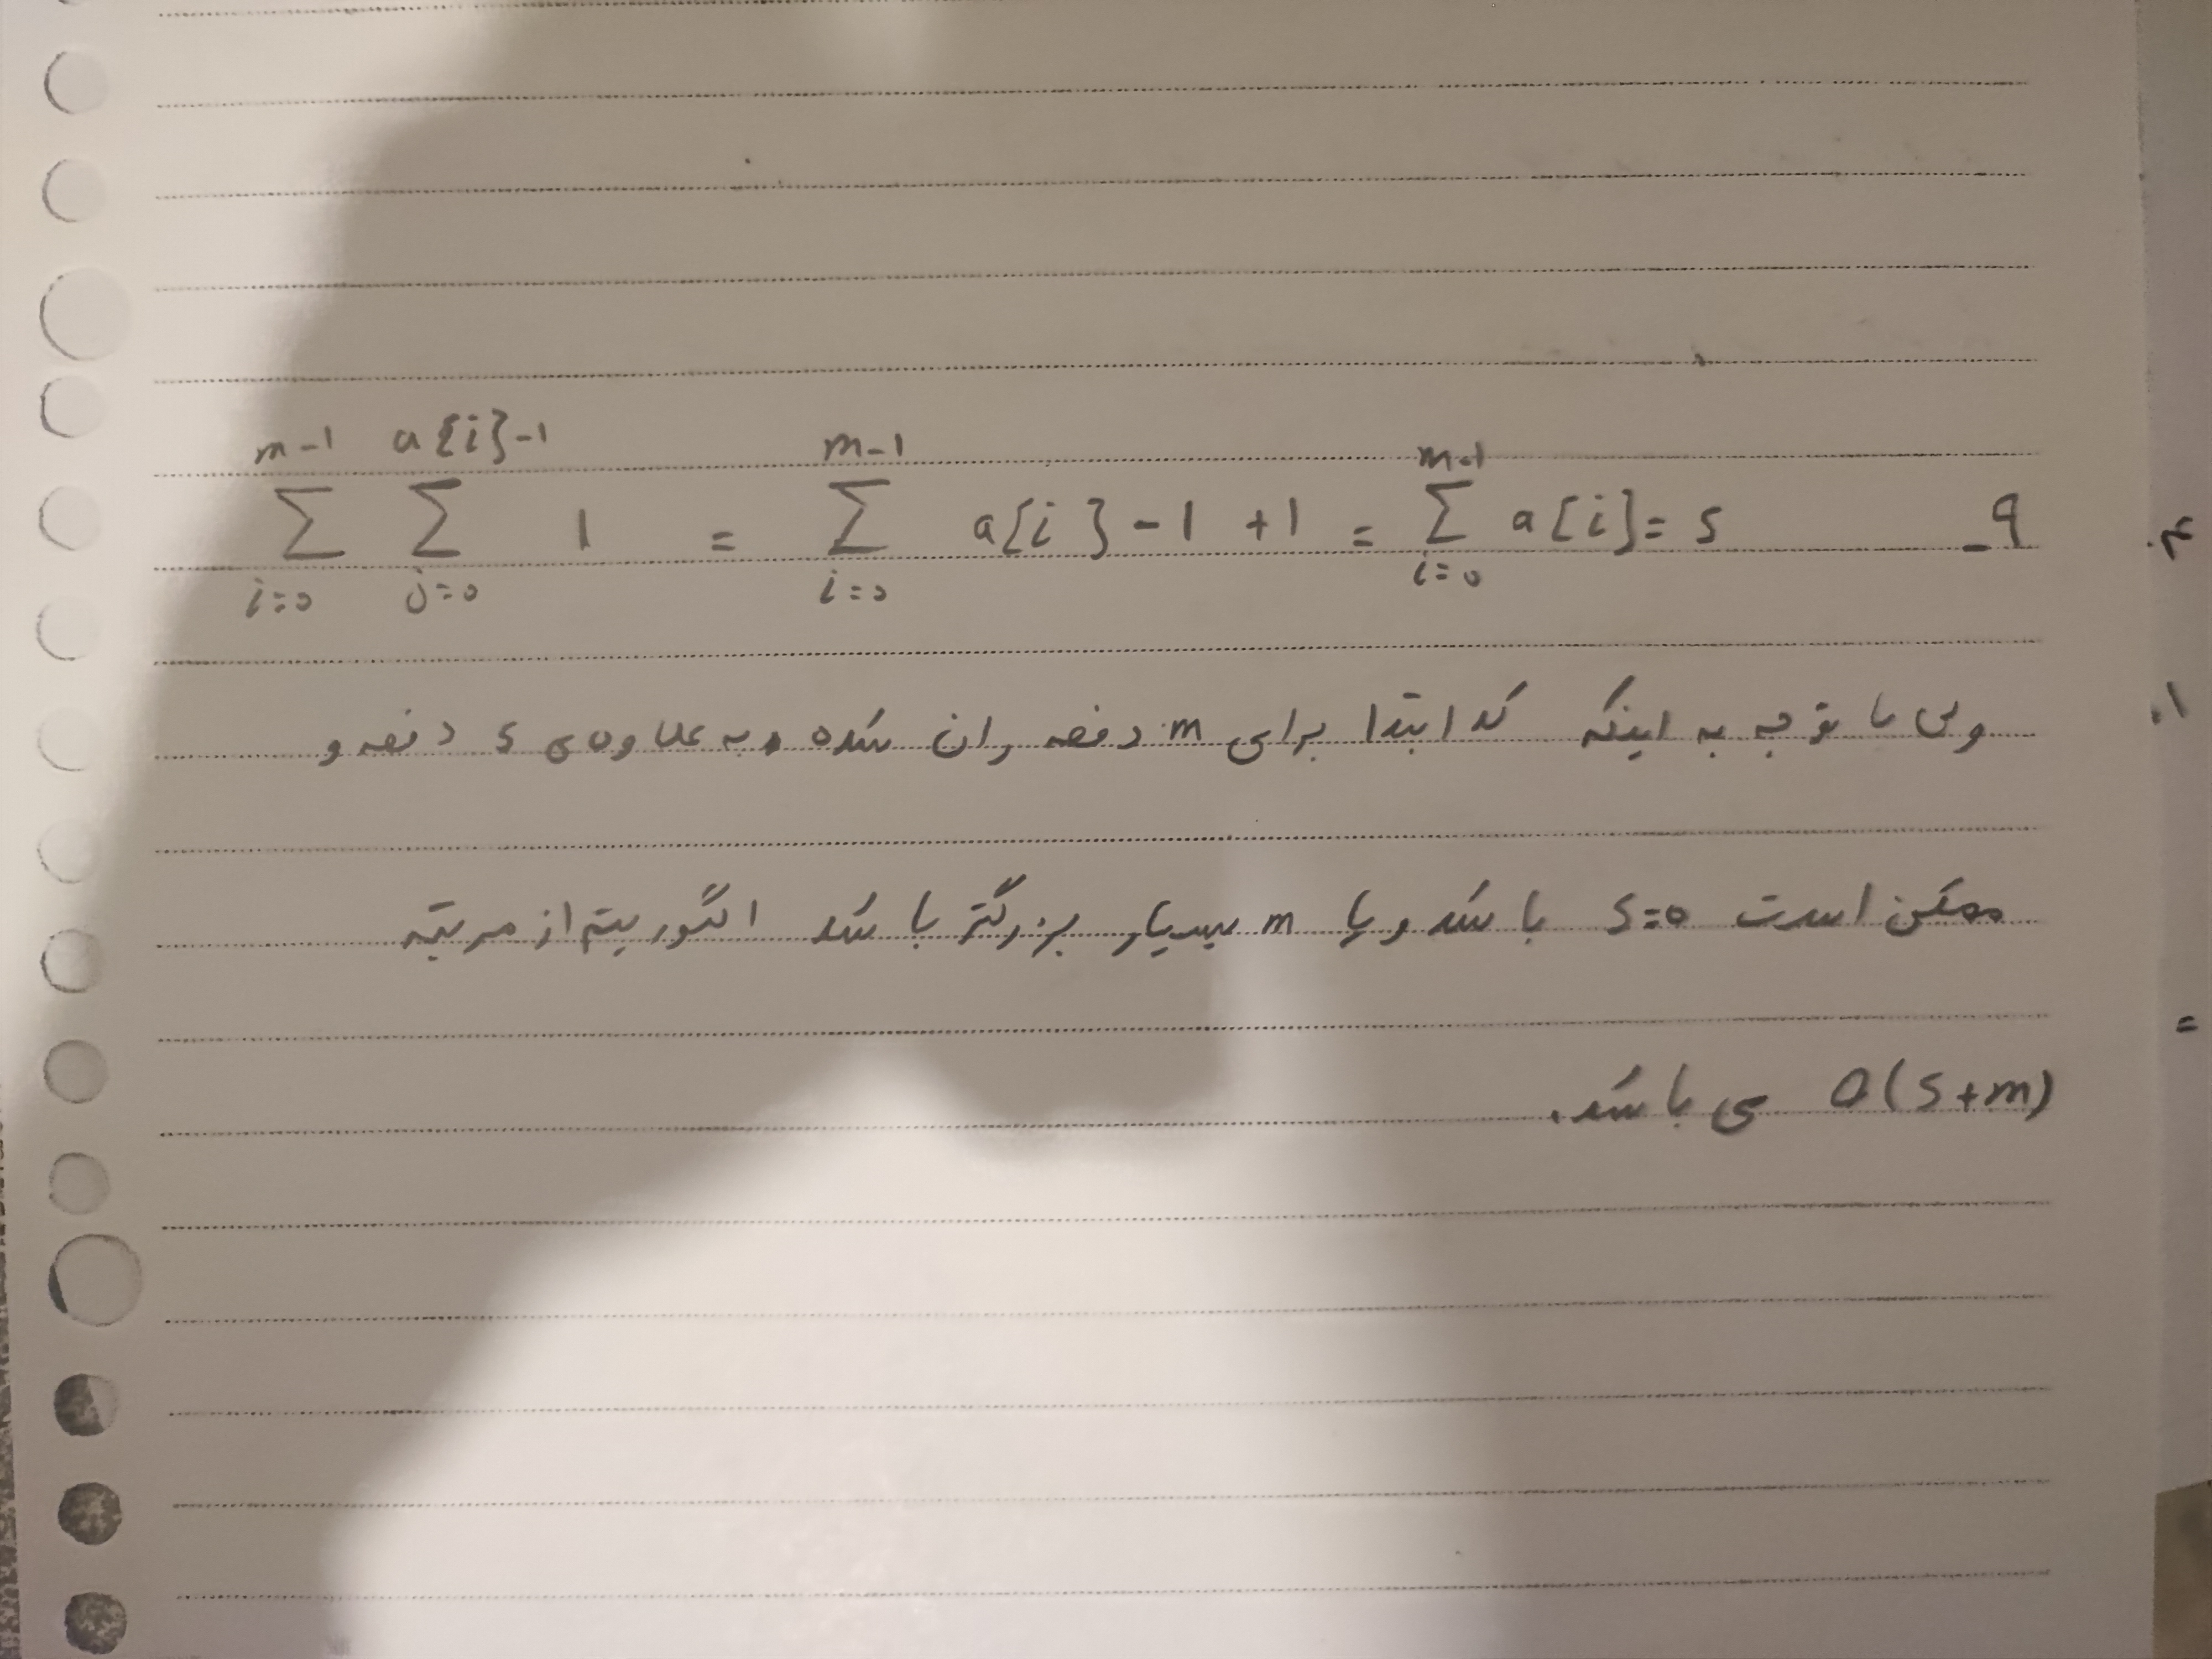 9_ $\sum_{i=0}^{m-1} \sum_{j=0}^{a[i]-1} 1 = \sum_{i=0}^{m-1} a[i]-1+1 = \sum_{i=0}^{m-1} a[i] = s$
ولی با توجه به اینکه کد ابتدا برای m دفعه ران شده و به علاوه ی s دفعه و
ممکن است s=0 باشد و یا m بسیار بزرگتر باشد الگوریتم از مرتبه
O(s+m) می باشد.